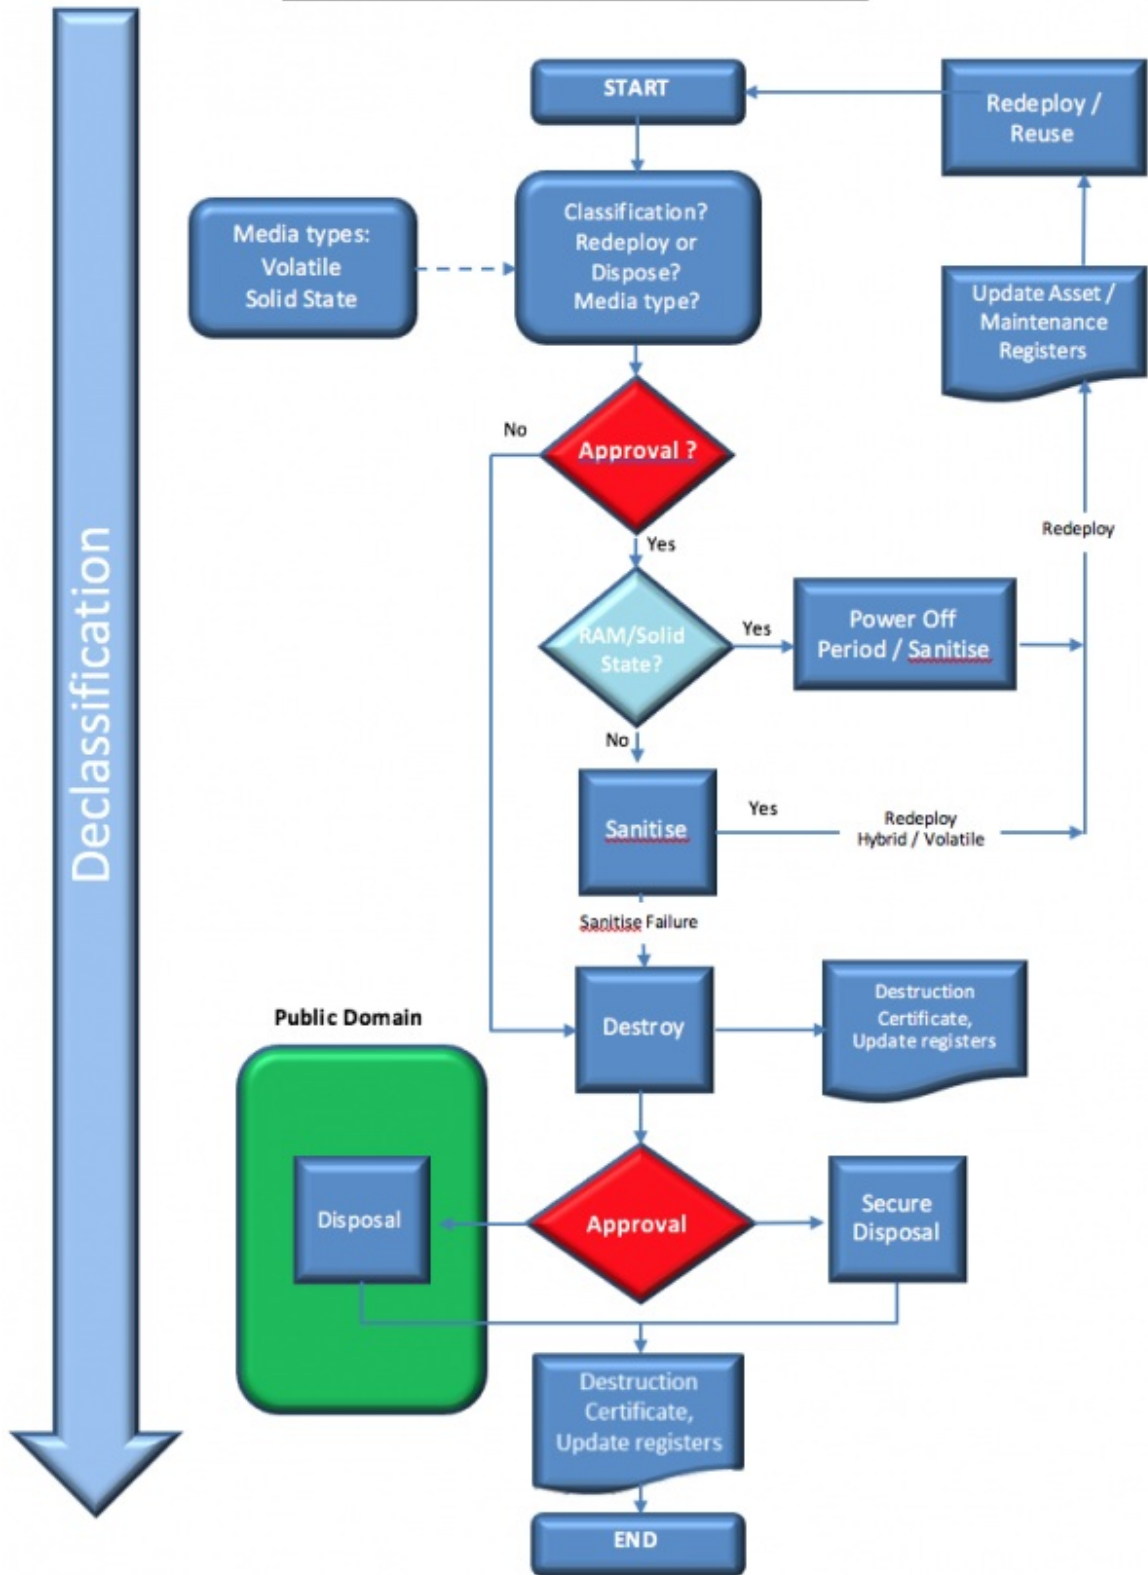 START
Redeploy /
Reuse
Classification?
Redeploy or
Dispose?
Media type?
Media types:
Volatile
Solid State
Update Asset /
Maintenance
Registers
No
Approval ?
Yes
Redeploy
RAM/Solid
State?
Yes
Power Off
Period / Sanitise
No
Sanitise
Yes
Redeploy
Hybrid / Volatile
Sanitise Failure
Destroy
Destruction
Certificate,
Update registers
Public Domain
Disposal
Approval
Secure
Disposal
Destruction
Certificate,
Update registers
END
Declassification